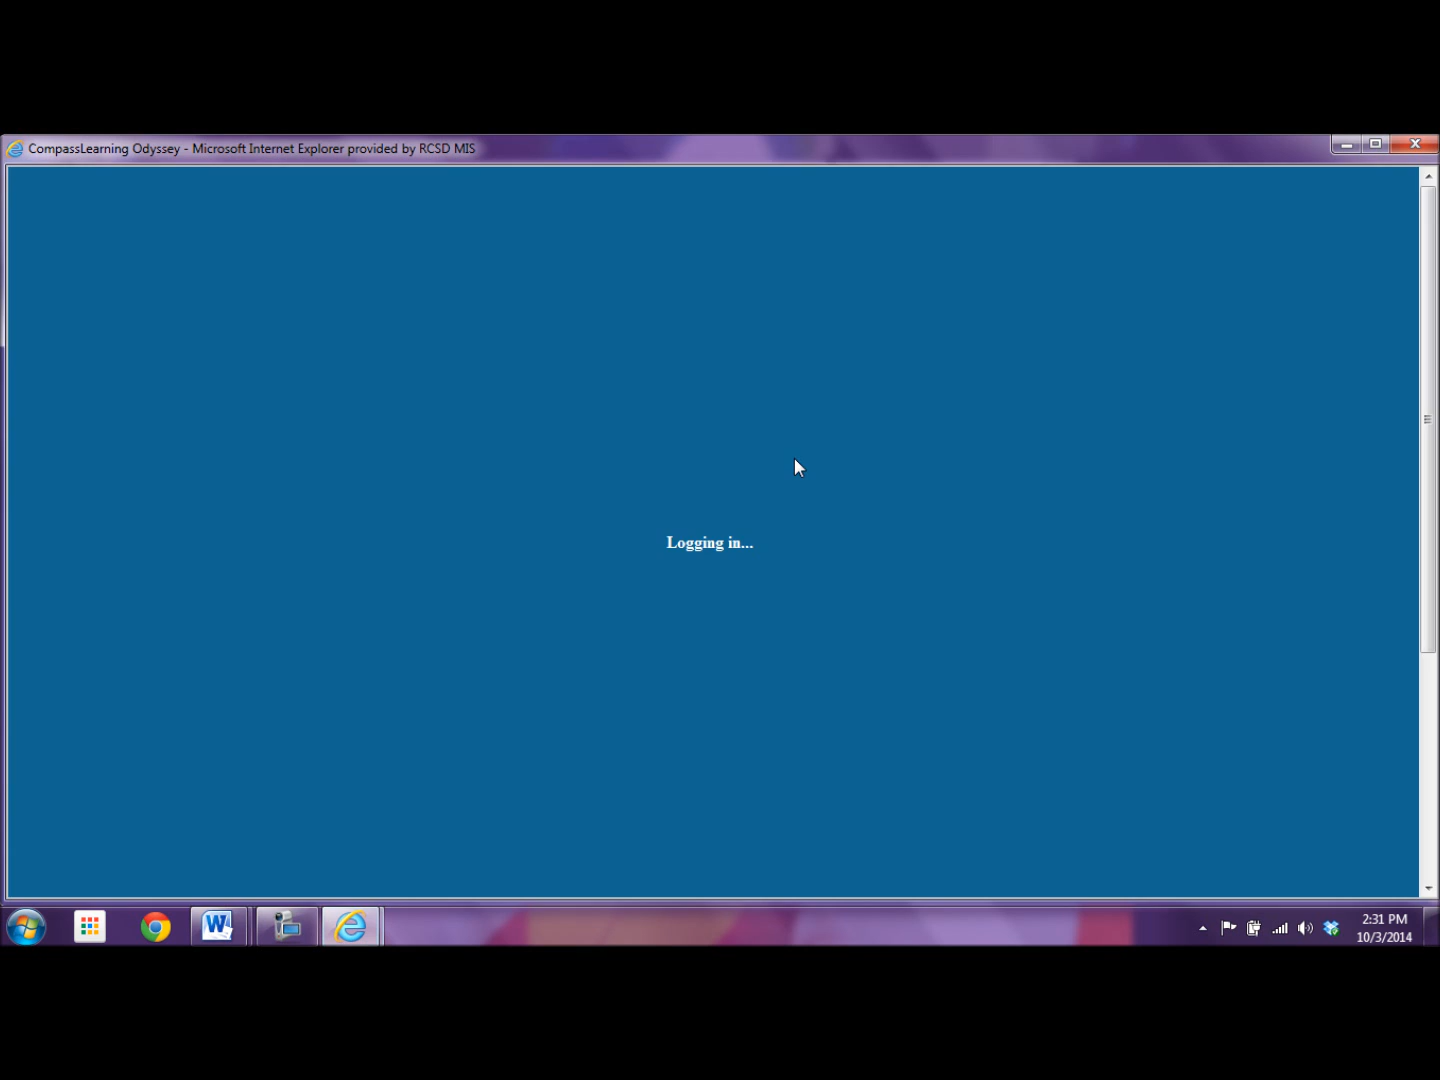 CompassLearning Odyssey - Microsoft Internet Explorer provided by RCSD MIS
Logging in...
W
2:31 PM
10/3/2014